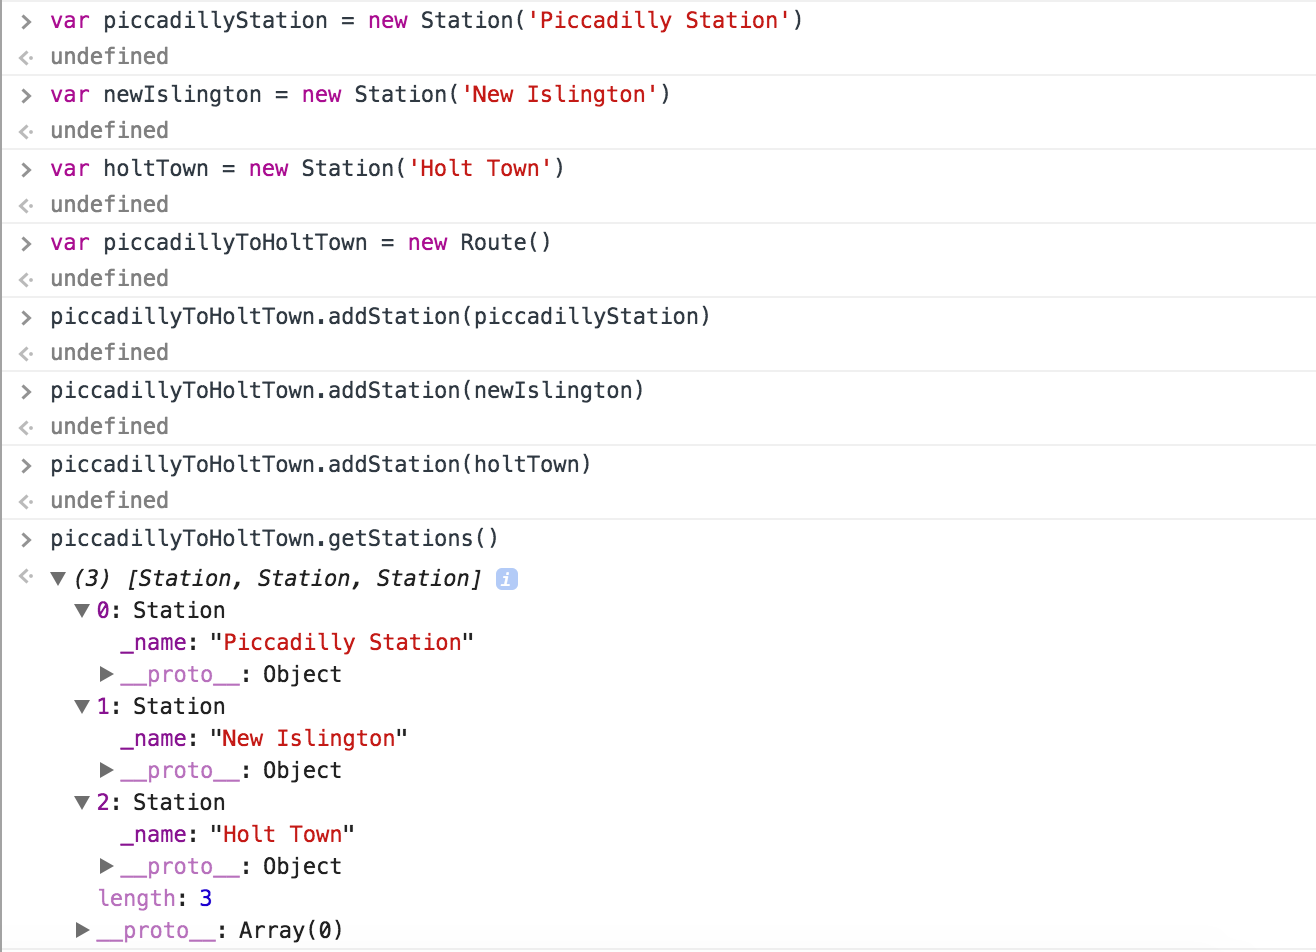 > var piccadillyStation = new Station('Piccadilly Station')
undefined
> var newIslington = new Station('New Islington')
undefined
> var holtTown = new Station('Holt Town')
undefined
> var piccadillyToHoltTown = new Route()
undefined
> piccadillyToHoltTown.addStation(piccadillyStation)
undefined
> piccadillyToHoltTown.addStation(newIslington)
undefined
> piccadillyToHoltTown.addStation(holtTown)
undefined
> piccadillyToHoltTown.getStations()
▼ (3) [Station, Station, Station] i
▼ 0: Station
_name: "Piccadilly Station"
▶ __proto__: Object
▼ 1: Station
_name: "New Islington"
▶ __proto__: Object
▼ 2: Station
_name: "Holt Town"
▶ __proto__: Object
length: 3
▶ __proto__: Array(0)